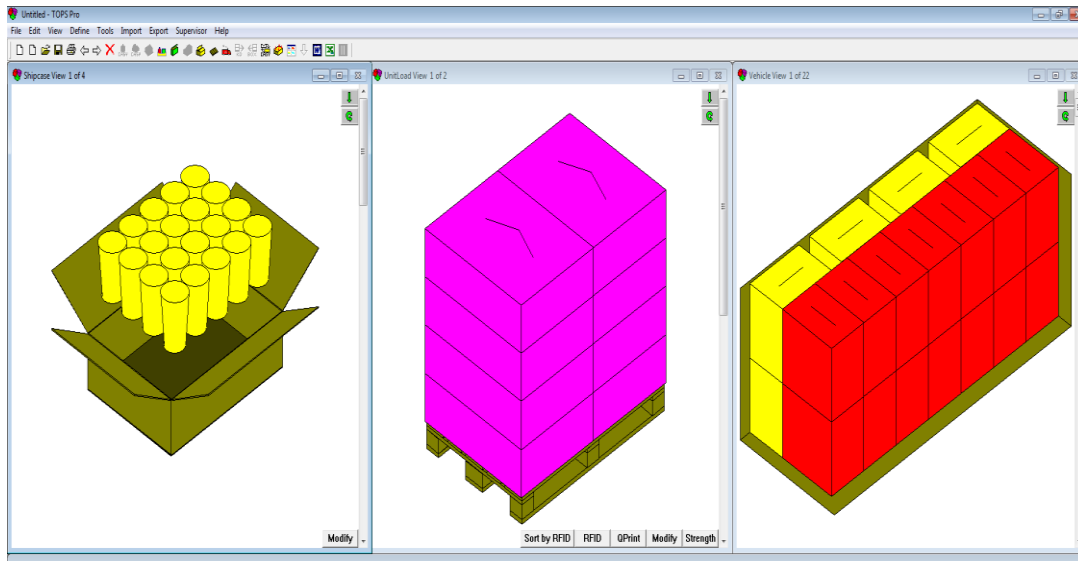 Untitled - TOPS Pro
File Edit View Define Tools Import Export Supervisor Help
Shipcase View 1 of 4
UnitLoad View 1 of 2
Vehicle View 1 of 22
Modify
Sort by RFID RFID QPrint Modify Strength